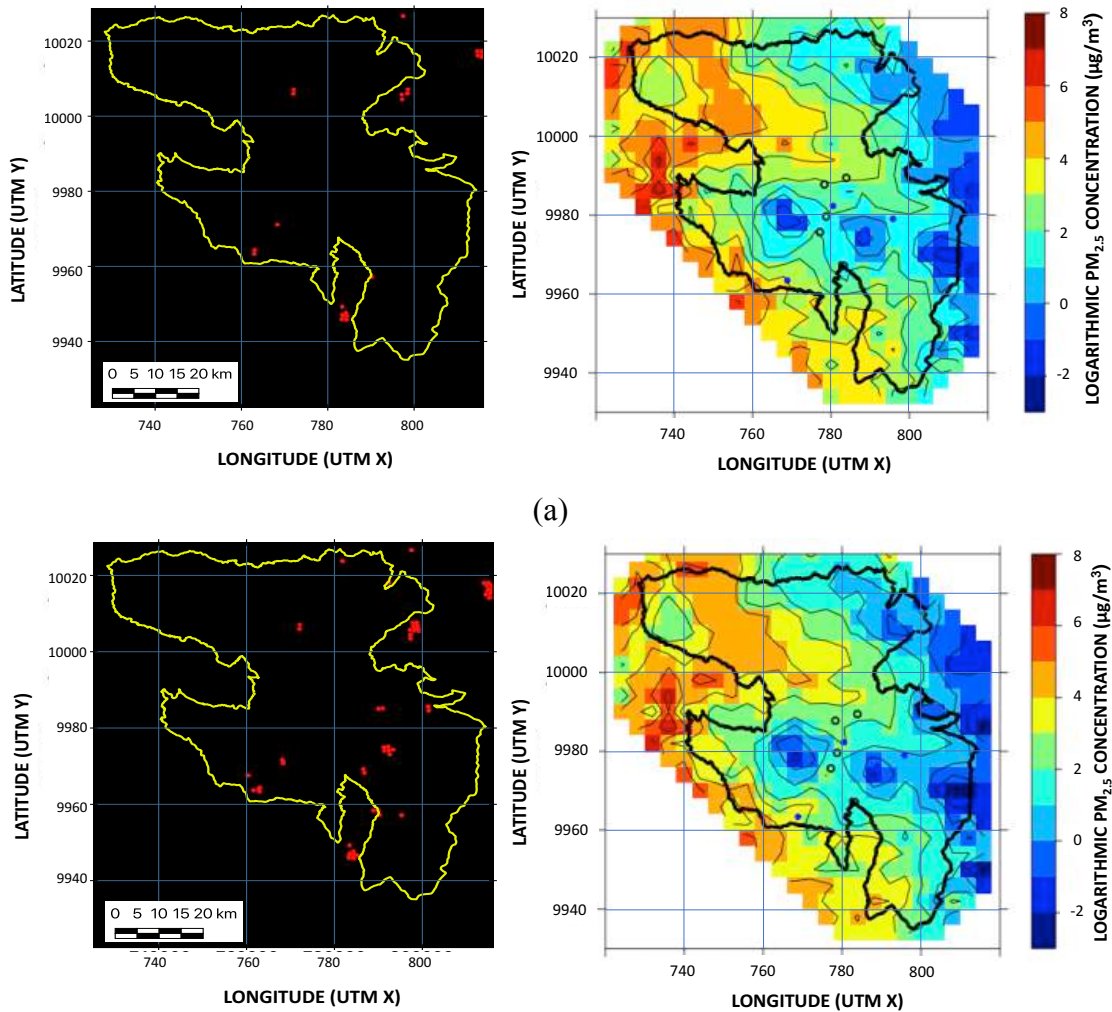 10020
10000
9980
9960
9940
LATITUDE (UTM Y)
0 5 10 15 20 km
740 760 780 800
LONGITUDE (UTM X)
10020
10000
9980
9960
9940
LATITUDE (UTM Y)
740 760 780 800
LONGITUDE (UTM X)
8
6
4
2
0
-2
LOGARITHMIC PM2.5 CONCENTRATION (µg/m³)
(a)
10020
10000
9980
9960
9940
LATITUDE (UTM Y)
0 5 10 15 20 km
740 760 780 800
LONGITUDE (UTM X)
10020
10000
9980
9960
9940
LATITUDE (UTM Y)
740 760 780 800
LONGITUDE (UTM X)
8
6
4
2
0
-2
LOGARITHMIC PM2.5 CONCENTRATION (µg/m³)